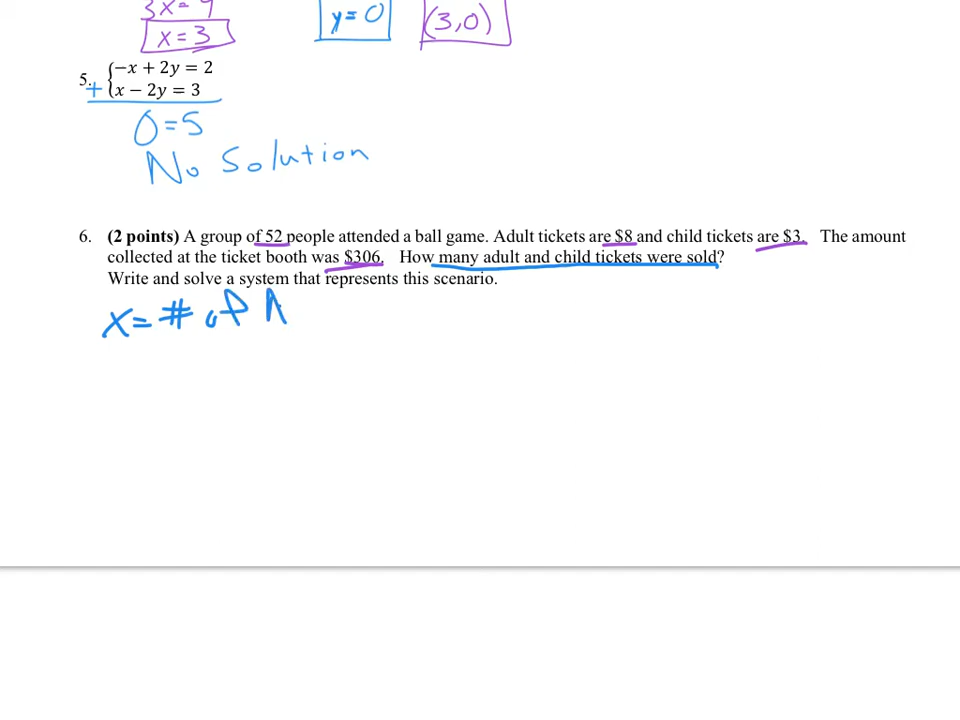 3x = 9
x = 3
y = 0
(3,0)
5. { -x + 2y = 2
+ x − 2y = 3
0 = 5
No Solution
6. (2 points) A group of 52 people attended a ball game. Adult tickets are $8 and child tickets are $3. The amount
collected at the ticket booth was $306. How many adult and child tickets were sold?
Write and solve a system that represents this scenario.
x = # of A